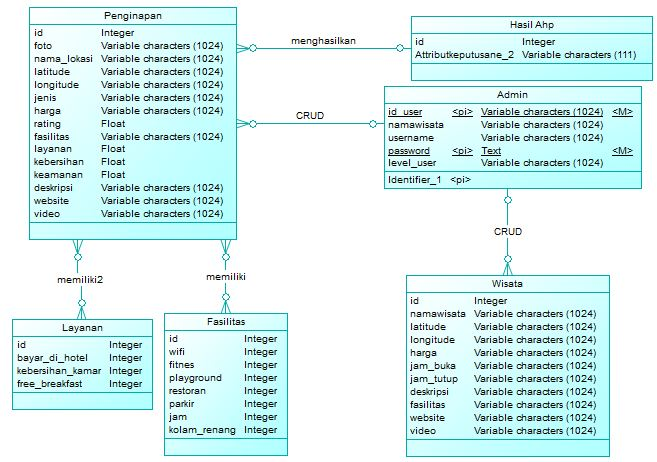 Penginapan
id Integer
foto Variable characters (1024)
nama_lokasi Variable characters (1024)
latitude Variable characters (1024)
longitude Variable characters (1024)
jenis Variable characters (1024)
harga Variable characters (1024)
rating Float
fasilitas Variable characters (1024)
layanan Float
kebersihan Float
keamanan Float
deskripsi Variable characters (1024)
website Variable characters (1024)
video Variable characters (1024)
menghasilkan
Hasil Ahp
id Integer
Attributkeputusane_2 Variable characters (111)
CRUD
Admin
id_user <pi> Variable characters (1024) <M>
namawisata Variable characters (1024)
username Variable characters (1024)
password <pi> Text <M>
level_user Variable characters (1024)
Identifier_1 <pi>
CRUD
memiliki2
memiliki
Layanan
id Integer
bayar_di_hotel Integer
kebersihan_kamar Integer
free_breakfast Integer
Fasilitas
id Integer
wifi Integer
fitnes Integer
playground Integer
restoran Integer
parkir Integer
jam Integer
kolam_renang Integer
Wisata
id Integer
namawisata Variable characters (1024)
latitude Variable characters (1024)
longitude Variable characters (1024)
harga Variable characters (1024)
jam_buka Variable characters (1024)
jam_tutup Variable characters (1024)
deskripsi Variable characters (1024)
fasilitas Variable characters (1024)
website Variable characters (1024)
video Variable characters (1024)